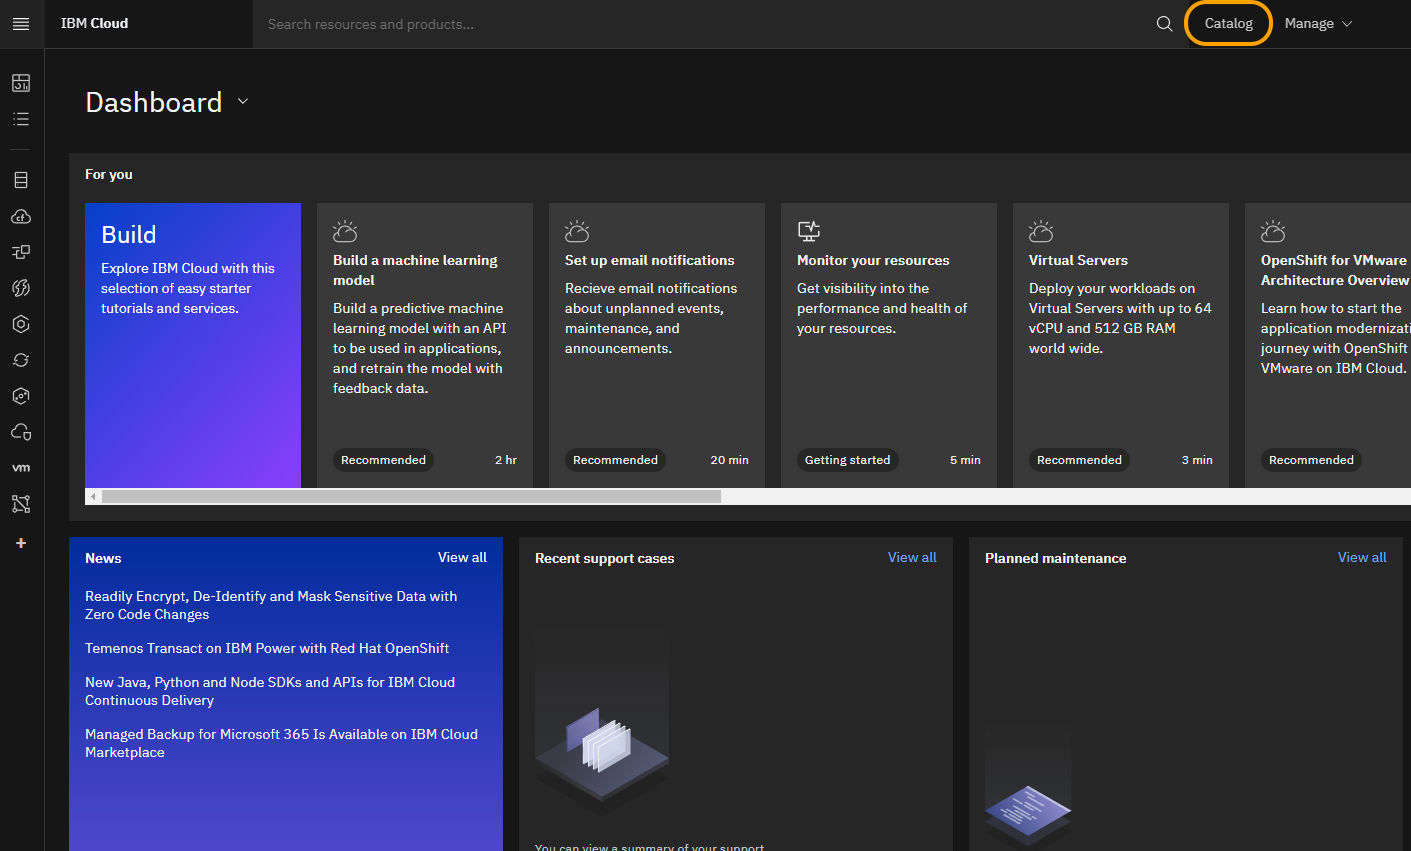 IBM Cloud
Search resources and products...
Catalog
Manage
Dashboard
For you
Build
Explore IBM Cloud with this
selection of easy starter
tutorials and services.
Build a machine learning
model
Build a predictive machine
learning model with an API
to be used in applications,
and retrain the model with
feedback data.
Recommended
2 hr
Set up email notifications
Recieve email notifications
about unplanned events,
maintenance, and
announcements.
Recommended
20 min
Monitor your resources
Get visibility into the
performance and health of
your resources.
Getting started
5 min
Virtual Servers
Deploy your workloads on
Virtual Servers with up to 64
vCPU and 512 GB RAM
world wide.
Recommended
3 min
OpenShift for VMware
Architecture Overview
Learn how to start the
application modernizati
journey with OpenShift
VMware on IBM Cloud.
Recommended
cf
vm
News
View all
Readily Encrypt, De-Identify and Mask Sensitive Data with
Zero Code Changes
Temenos Transact on IBM Power with Red Hat OpenShift
New Java, Python and Node SDKs and APIs for IBM Cloud
Continuous Delivery
Managed Backup for Microsoft 365 Is Available on IBM Cloud
Marketplace
Recent support cases
View all
You can view a summary of your support
Planned maintenance
View all